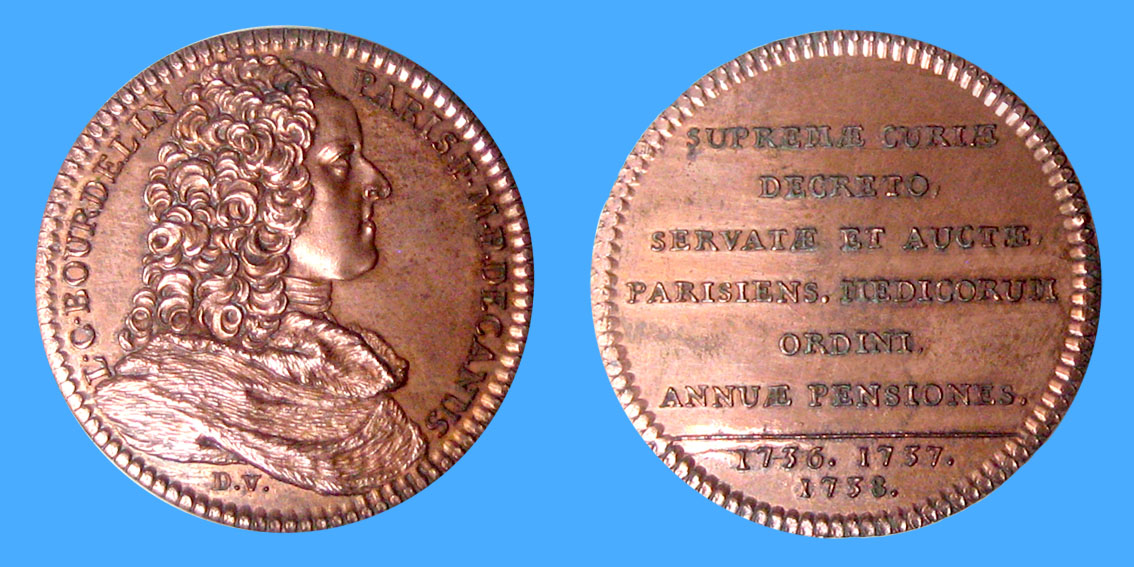 L·C·BOURDELIN PARIS·F·M·P·DECANUS
D.V.
SUPREMÆ CURIÆ
DECRETO,
SERVATÆ ET AUCTÆ,
PARISIENS. MEDICORUM
ORDINI,
ANNUÆ PENSIONES.
1736. 1737.
1738.